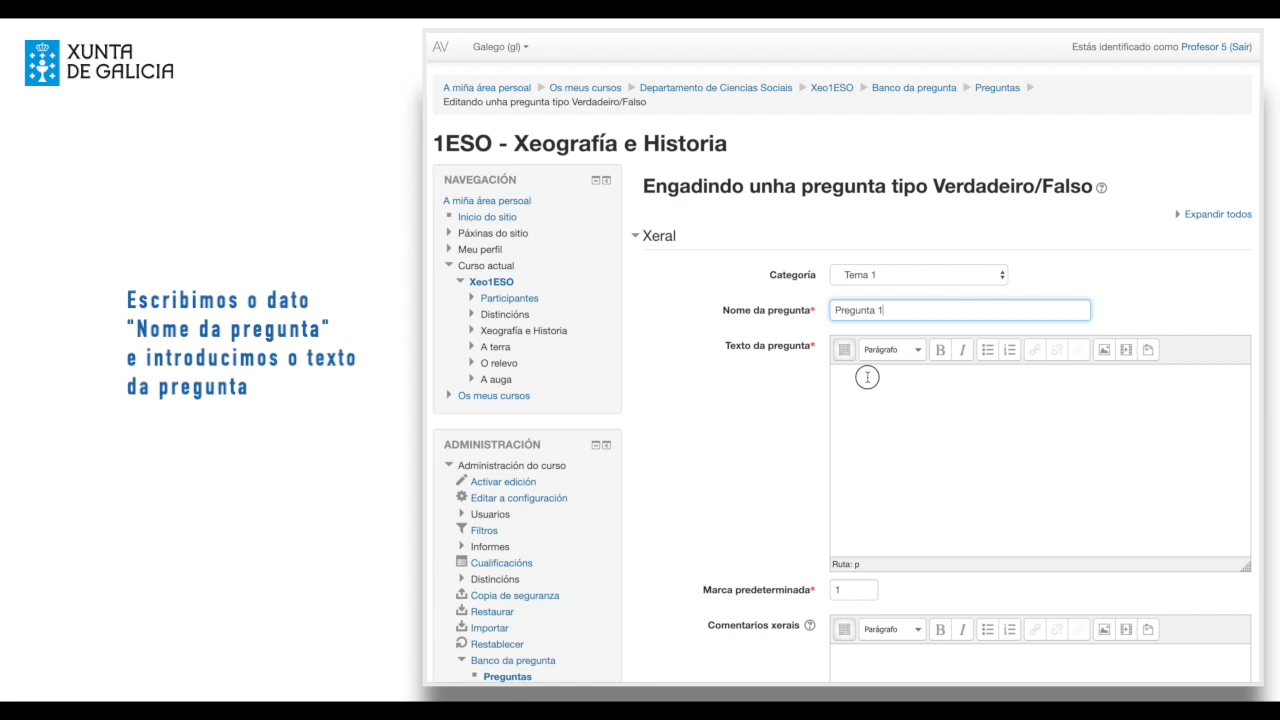 XUNTA
DE GALICIA
Escribimos o dato
"Nome da pregunta"
e introducimos o texto
da pregunta
AV
Galego (gl)
Estás identificado como Profesor 5 (Saír)
A miña área persoal Os meus cursos Departamento de Ciencias Sociais Xeo1ESO Banco da pregunta Preguntas
Editando unha pregunta tipo Verdadeiro/Falso
1ESO - Xeografía e Historia
NAVEGACIÓN
A miña área persoal
Inicio do sitio
Páxinas do sitio
Meu perfil
Curso actual
Xeo1ESO
Participantes
Distincións
Xeografía e Historia
A terra
O relevo
A auga
Os meus cursos
ADMINISTRACIÓN
Administración do curso
Activar edición
Editar a configuración
Usuarios
Filtros
Informes
Cualificacións
Distincións
Copia de seguranza
Restaurar
Importar
Restablecer
Banco da pregunta
Preguntas
Engadindo unha pregunta tipo Verdadeiro/Falso
Expandir todos
Xeral
Categoría
Tema 1
Nome da pregunta*
Pregunta 1
Texto da pregunta*
Parágrafo
B I
Ruta: p
Marca predeterminada*
1
Comentarios xerais
Parágrafo
B I